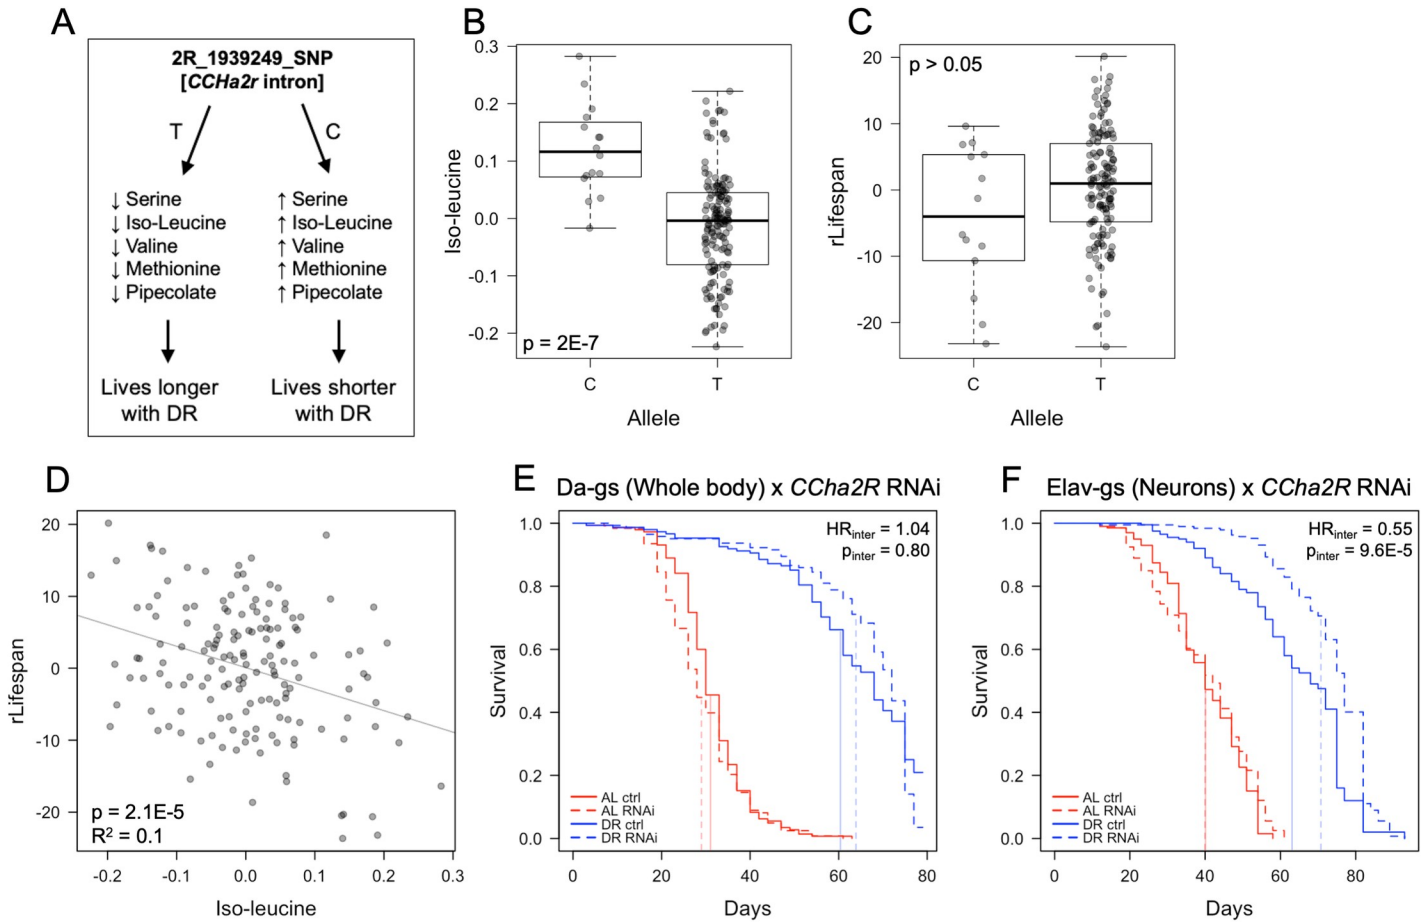 A
2R_1939249_SNP
[CCHa2r intron]
T
C
↓ Serine
↓ Iso-Leucine
↓ Valine
↓ Methionine
↓ Pipecolate
↑ Serine
↑ Iso-Leucine
↑ Valine
↑ Methionine
↑ Pipecolate
Lives longer
with DR
Lives shorter
with DR
B
Iso-leucine
0.3
0.2
0.1
0.0
-0.1
-0.2
p = 2E-7
C
T
Allele
C
rLifespan
20
10
0
-10
-20
p > 0.05
C
T
Allele
D
rLifespan
20
10
0
-10
-20
p = 2.1E-5
R² = 0.1
-0.2
-0.1
0.0
0.1
0.2
0.3
Iso-leucine
E
Da-gs (Whole body) x CCha2R RNAi
Survival
1.0
0.8
0.6
0.4
0.2
0.0
HRinter = 1.04
pinter = 0.80
AL ctrl
AL RNAi
DR ctrl
DR RNAi
0
20
40
60
80
Days
F
Elav-gs (Neurons) x CCha2R RNAi
Survival
1.0
0.8
0.6
0.4
0.2
0.0
HRinter = 0.55
pinter = 9.6E-5
AL ctrl
AL RNAi
DR ctrl
DR RNAi
0
20
40
60
80
Days